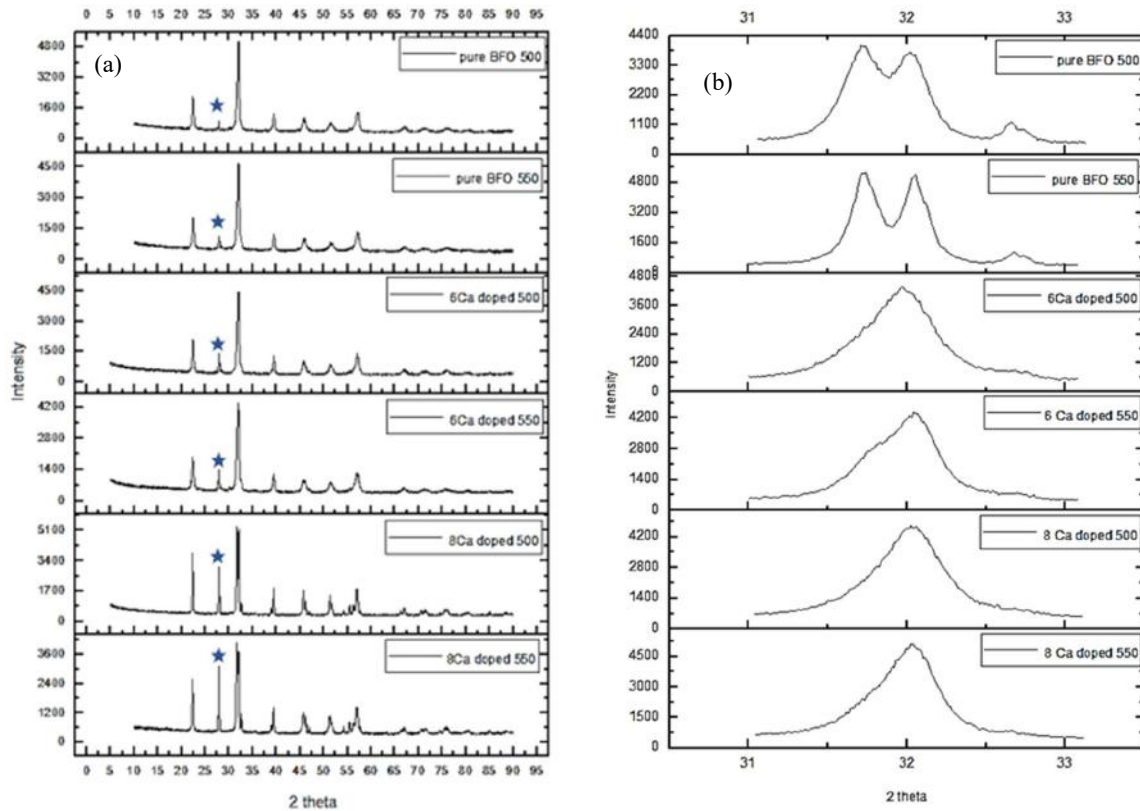 0 5 10 15 20 25 30 35 40 45 50 55 60 65 70 75 80 85 90 95
(a)
pure BFO 500
4800
3200
1600
0
pure BFO 550
4500
3000
1500
0
6Ca doped 500
4500
3000
1500
0
6Ca doped 550
4200
2800
1400
0
8Ca doped 500
5100
3400
1700
0
8Ca doped 550
3600
2400
1200
0
Intensity
0 5 10 15 20 25 30 35 40 45 50 55 60 65 70 75 80 85 90 95
2 theta
31 32 33
(b)
pure BFO 500
4400
3300
2200
1100
0
pure BFO 550
4800
3200
1600
0
6Ca doped 500
4800
3600
2400
1200
0
6 Ca doped 550
4200
2800
1400
0
8 Ca doped 500
4200
2800
1400
0
8 Ca doped 550
4500
3000
1500
0
Intensity
31 32 33
2 theta